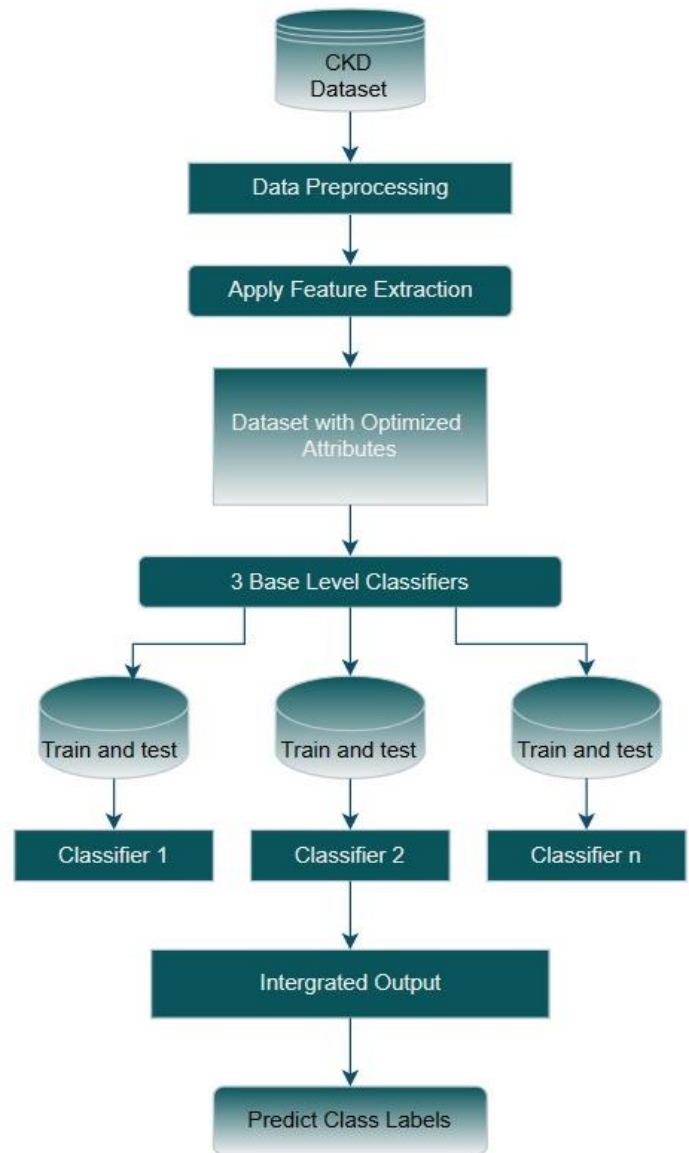 CKD
Dataset
Data Preprocessing
Apply Feature Extraction
Dataset with Optimized
Attributes
3 Base Level Classifiers
Train and test
Train and test
Train and test
Classifier 1
Classifier 2
Classifier n
Intergrated Output
Predict Class Labels